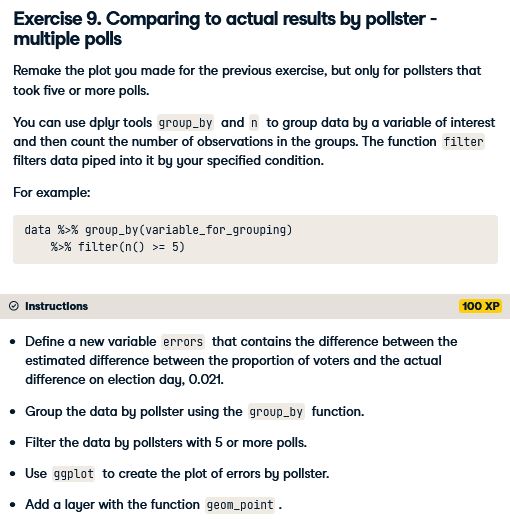 Exercise 9. Comparing to actual results by pollster -
multiple polls
Remake the plot you made for the previous exercise, but only for pollsters that
took five or more polls.
You can use dplyr tools group_by and n to group data by a variable of interest
and then count the number of observations in the groups. The function filter
filters data piped into it by your specified condition.
For example:
data %>% group_by(variable_for_grouping)
    %>% filter(n() >= 5)
Instructions 100 XP
• Define a new variable errors that contains the difference between the
estimated difference between the proportion of voters and the actual
difference on election day, 0.021.
• Group the data by pollster using the group_by function.
• Filter the data by pollsters with 5 or more polls.
• Use ggplot to create the plot of errors by pollster.
• Add a layer with the function geom_point .